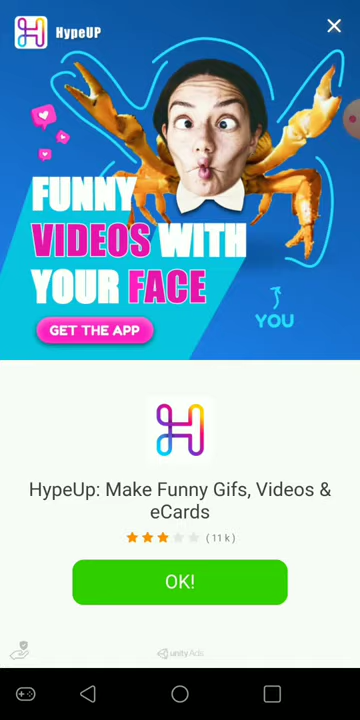 HypeUP
FUNNY
VIDEOS WITH
YOUR FACE
GET THE APP
YOU
HypeUp: Make Funny Gifs, Videos &
eCards
( 11 k )
OK!
unity Ads